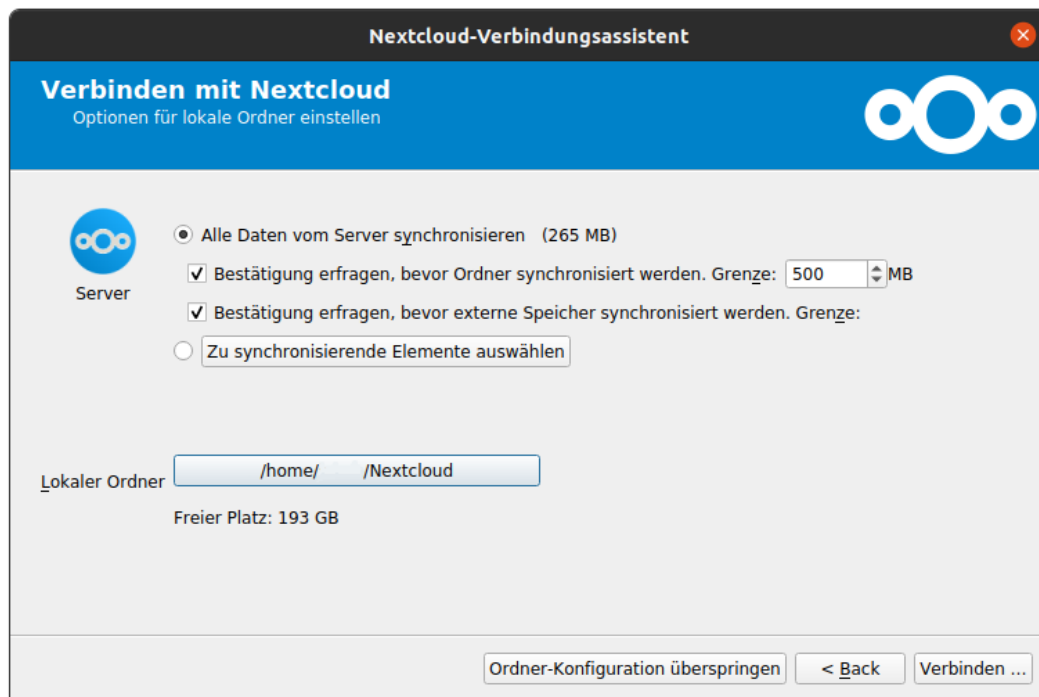 Nextcloud-Verbindungsassistent
Verbinden mit Nextcloud
Optionen für lokale Ordner einstellen
Alle Daten vom Server synchronisieren (265 MB)
Bestätigung erfragen, bevor Ordner synchronisiert werden. Grenze: 500 MB
Server
Bestätigung erfragen, bevor externe Speicher synchronisiert werden. Grenze:
Zu synchronisierende Elemente auswählen
Lokaler Ordner /home/ /Nextcloud
Freier Platz: 193 GB
Ordner-Konfiguration überspringen < Back Verbinden ...